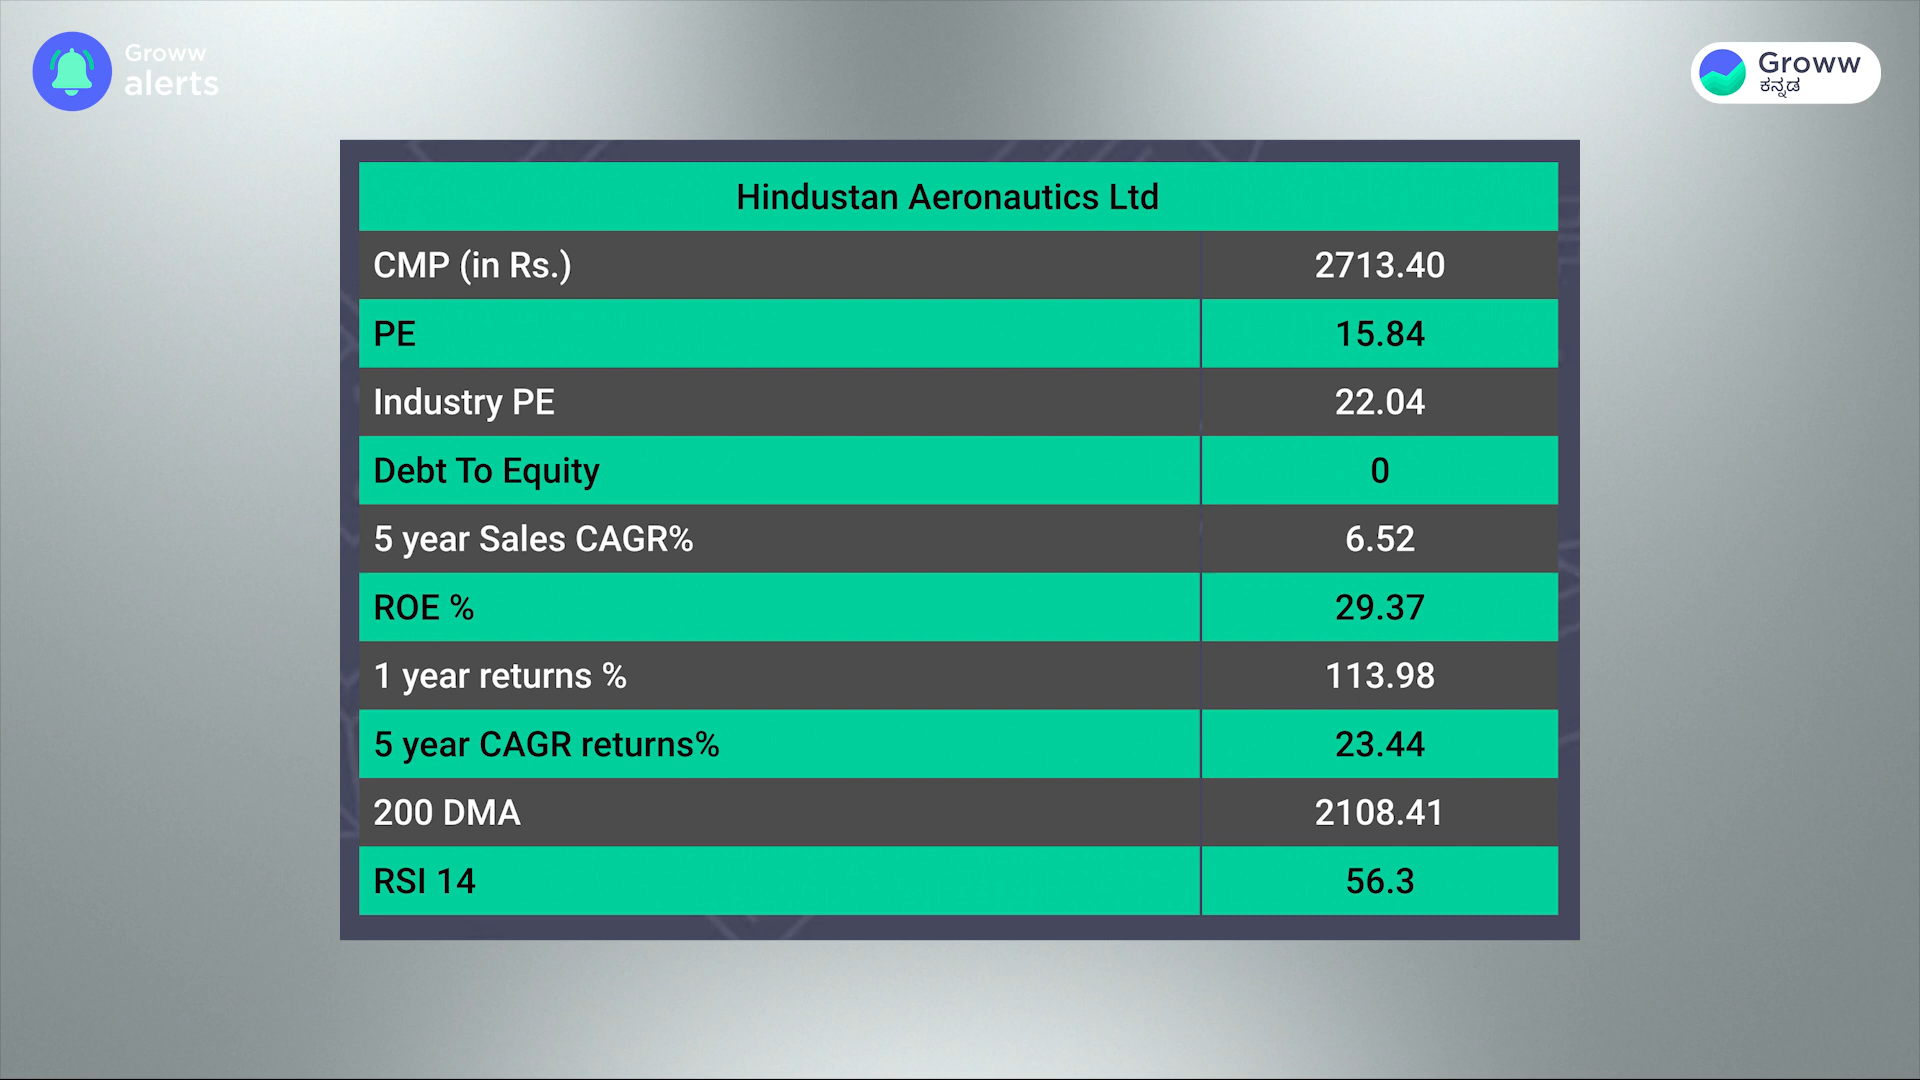 Groww
alerts
Groww
ಕನ್ನಡ
Hindustan Aeronautics Ltd
CMP (in Rs.) 2713.40
PE 15.84
Industry PE 22.04
Debt To Equity 0
5 year Sales CAGR% 6.52
ROE % 29.37
1 year returns % 113.98
5 year CAGR returns% 23.44
200 DMA 2108.41
RSI 14 56.3